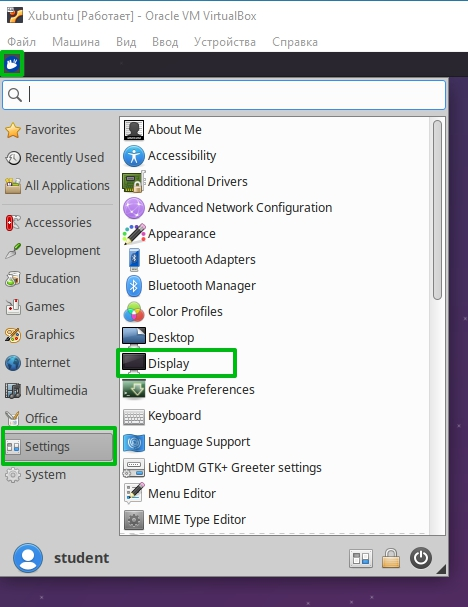 Xubuntu [Работает] - Oracle VM VirtualBox
Файл Машина Вид Ввод Устройства Справка
Favorites
Recently Used
All Applications
Accessories
Development
Education
Games
Graphics
Internet
Multimedia
Office
Settings
System
About Me
Accessibility
Additional Drivers
Advanced Network Configuration
Appearance
Bluetooth Adapters
Bluetooth Manager
Color Profiles
Desktop
Display
Guake Preferences
Keyboard
Language Support
LightDM GTK+ Greeter settings
Menu Editor
MIME Type Editor
student